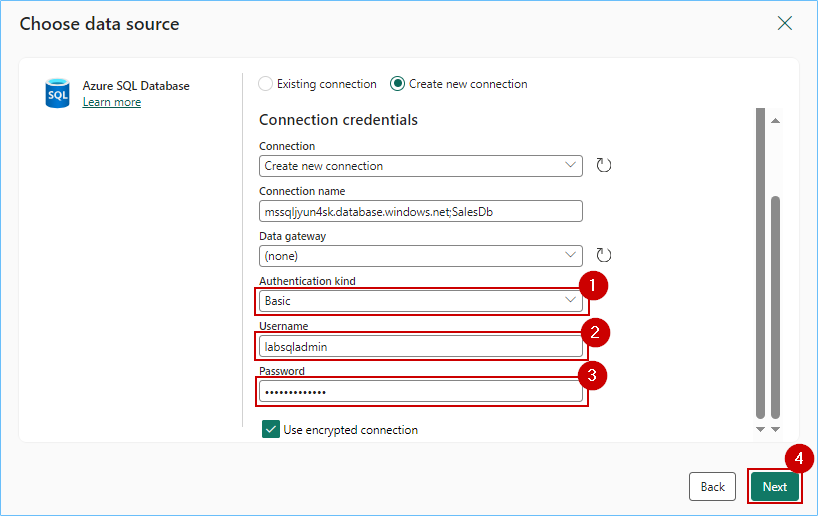 Choose data source
SQL
Azure SQL Database
Learn more
Existing connection
Create new connection
Connection credentials
Connection
Create new connection
Connection name
mssqljyun4sk.database.windows.net;SalesDb
Data gateway
(none)
Authentication kind
1
Basic
Username
2
labsqladmin
Password
3
•••••••••••••
Use encrypted connection
4
Back
Next